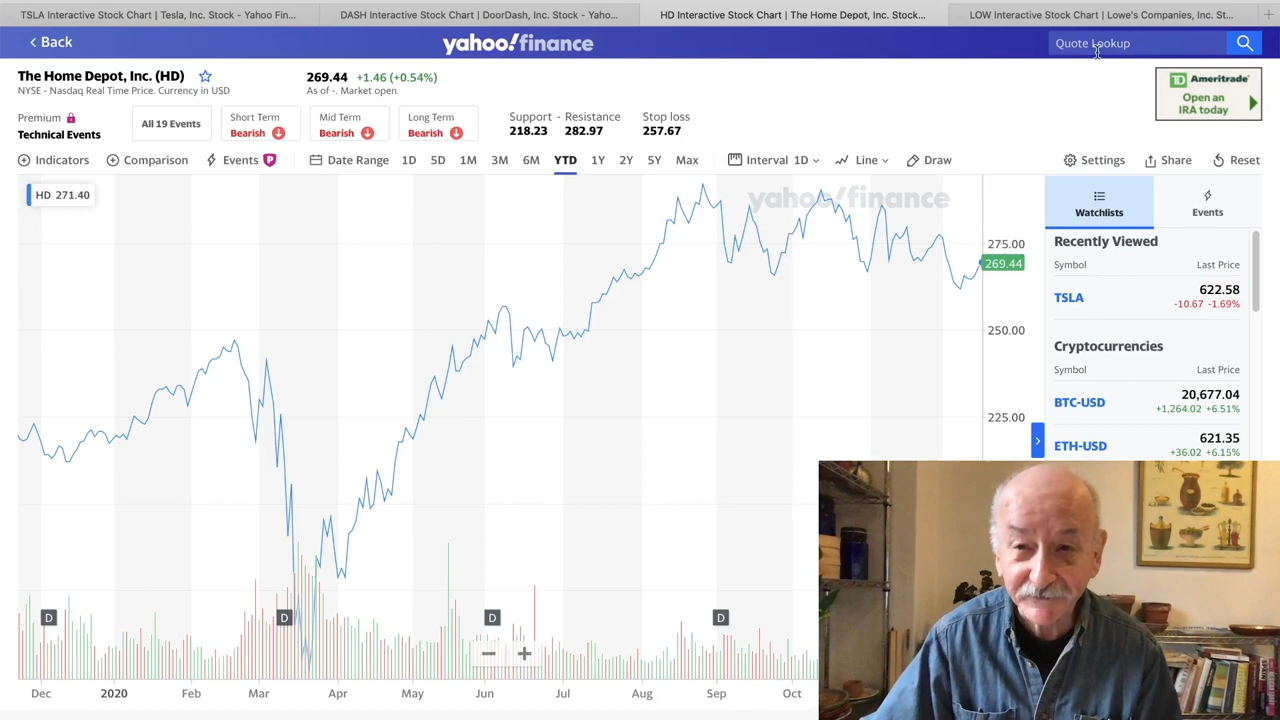 TSLA Interactive Stock Chart | Tesla, Inc. Stock - Yahoo Fin...
DASH Interactive Stock Chart | DoorDash, Inc. Stock - Yaho...
HD Interactive Stock Chart | The Home Depot, Inc. Stock...
LOW Interactive Stock Chart | Lowe's Companies, Inc. St...
Back
yahoo!finance
Quote Lookup
The Home Depot, Inc. (HD)
NYSE - Nasdaq Real Time Price. Currency in USD
269.44 +1.46 (+0.54%)
As of -. Market open.
TD Ameritrade
Open an
IRA today
Premium
Technical Events
All 19 Events
Short Term
Bearish
Mid Term
Bearish
Long Term
Bearish
Support - Resistance
218.23 282.97
Stop loss
257.67
Indicators
Comparison
Events P
Date Range
1D 5D 1M 3M 6M YTD 1Y 2Y 5Y Max
Interval 1D
Line
Draw
Settings
Share
Reset
HD 271.40
yahoo!finance
275.00
269.44
250.00
225.00
Watchlists
Events
Recently Viewed
Symbol Last Price
TSLA 622.58
-10.67 -1.69%
Cryptocurrencies
Symbol Last Price
BTC-USD 20,677.04
+1,264.02 +6.51%
ETH-USD 621.35
+36.02 +6.15%
D D D D
Dec 2020 Feb Mar Apr May Jun Jul Aug Sep Oct